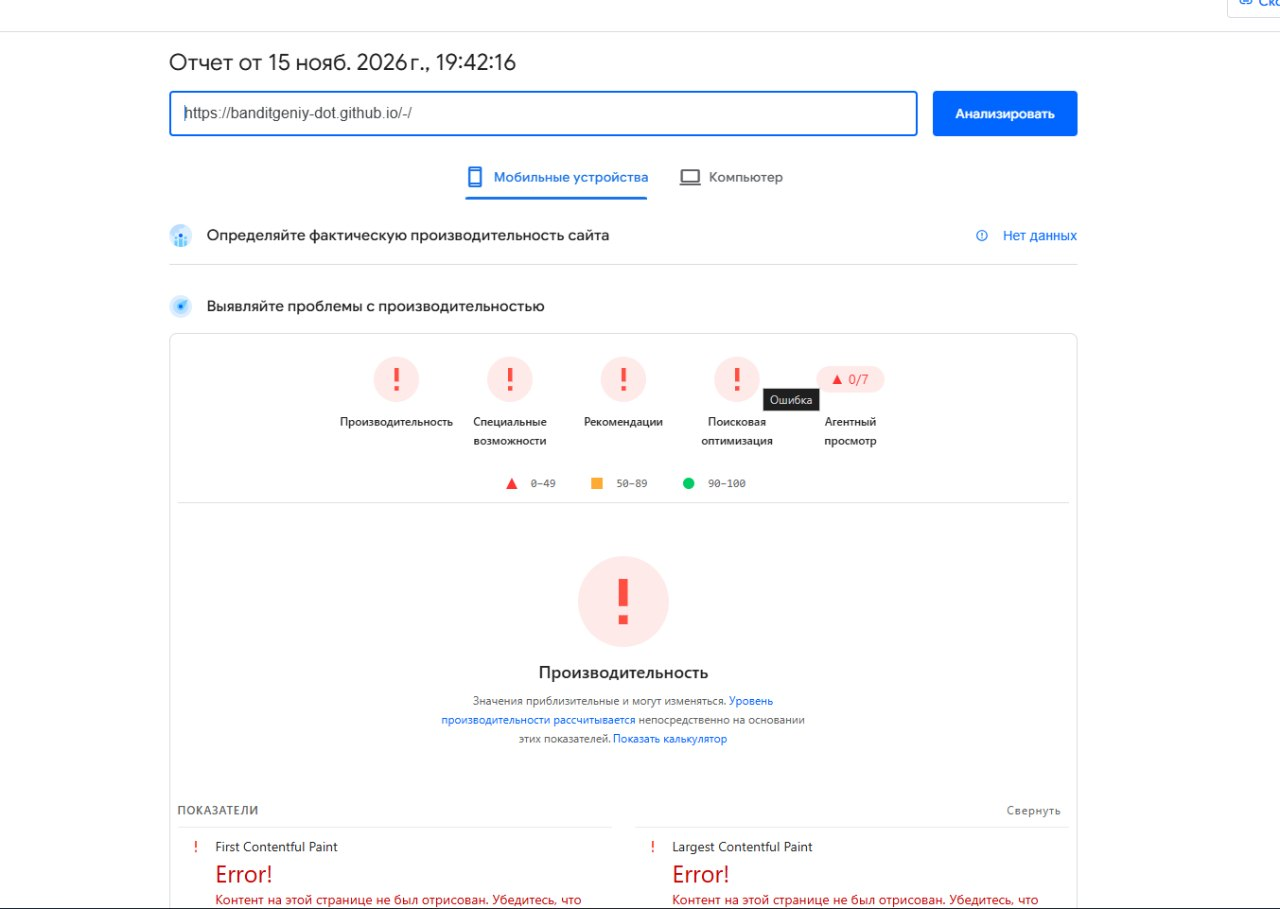 Отчет от 15 нояб. 2026 г., 19:42:16
https://banditgeniy-dot.github.io/-/
Анализировать
Мобильные устройства
Компьютер
Определяйте фактическую производительность сайта
Нет данных
Выявляйте проблемы с производительностью
0/7
Ошибка
Производительность
Специальные возможности
Рекомендации
Поисковая оптимизация
Агентный просмотр
0–49
50–89
90–100
Производительность
Значения приблизительные и могут изменяться. Уровень
производительности рассчитывается непосредственно на основании
этих показателей. Показать калькулятор
ПОКАЗАТЕЛИ
Свернуть
First Contentful Paint
Error!
Контент на этой странице не был отрисован. Убедитесь, что
Largest Contentful Paint
Error!
Контент на этой странице не был отрисован. Убедитесь, что